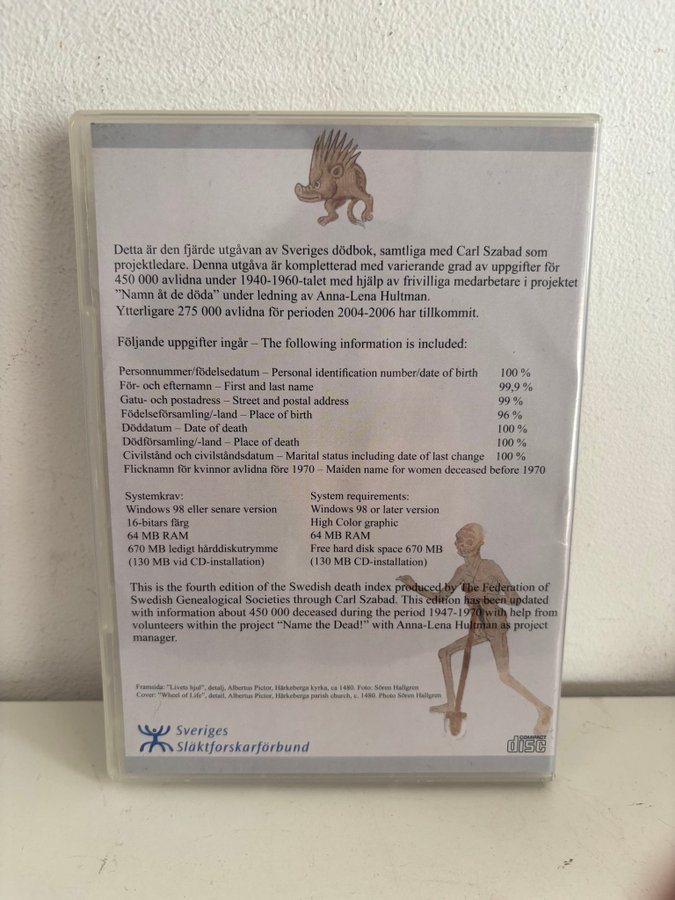 Detta är den fjärde utgåvan av Sveriges dödbok, samtliga med Carl Szabad som
projektledare. Denna utgåva är kompletterad med varierande grad av uppgifter för
450 000 avlidna under 1940-1960-talet med hjälp av frivilliga medarbetare i projektet
”Namn åt de döda” under ledning av Anna-Lena Hultman.
Ytterligare 275 000 avlidna för perioden 2004-2006 har tillkommit.
Följande uppgifter ingår – The following information is included:
Personnummer/födelsedatum – Personal identification number/date of birth 100 %
För- och efternamn – First and last name 99,9 %
Gatu- och postadress – Street and postal address 99 %
Födelseförsamling/-land – Place of birth 96 %
Döddatum – Date of death 100 %
Dödförsamling/-land – Place of death 100 %
Civilstånd och civilståndsdatum – Marital status including date of last change 100 %
Flicknamn för kvinnor avlidna före 1970 – Maiden name for women deceased before 1970
Systemkrav:
Windows 98 eller senare version
16-bitars färg
64 MB RAM
670 MB ledigt hårddiskutrymme
(130 MB vid CD-installation)
System requirements:
Windows 98 or later version
High Color graphic
64 MB RAM
Free hard disk space 670 MB
(130 MB CD-installation)
This is the fourth edition of the Swedish death index produced by The Federation of
Swedish Genealogical Societies through Carl Szabad. This edition has been updated
with information about 450 000 deceased during the period 1947-1970 with help from
volunteers within the project ”Name the Dead!” with Anna-Lena Hultman as project
manager.
Framsida: ”Livets hjul”, detalj, Albertus Pictor, Härkeberga kyrka, ca 1480. Foto: Sören Hallgren
Cover: ”Wheel of Life”, detail, Albertus Pictor, Härkeberga parish church, c. 1480. Photo Sören Hallgren
Sveriges
Släktforskarförbund
COMPACT
disc